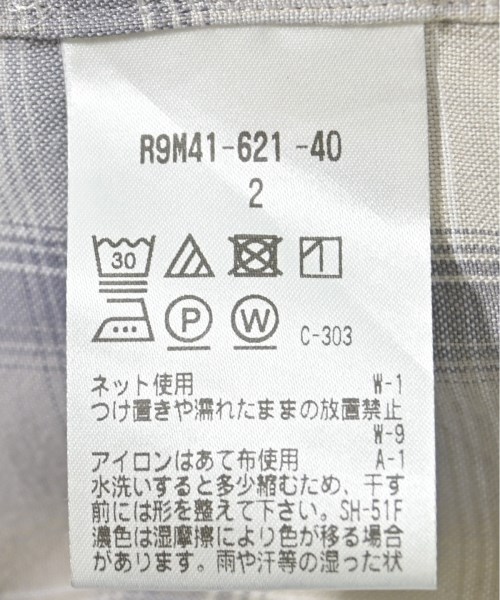 R9M41-621 -40
2
30
P W C-303
ネット使用 W-1
つけ置きや濡れたままの放置禁止
W-9
アイロンはあて布使用 A-1
水洗いすると多少縮むため、干す
前には形を整えて下さい。SH-51F
濃色は湿摩擦により色が移る場合
があります。雨や汗等の湿った状